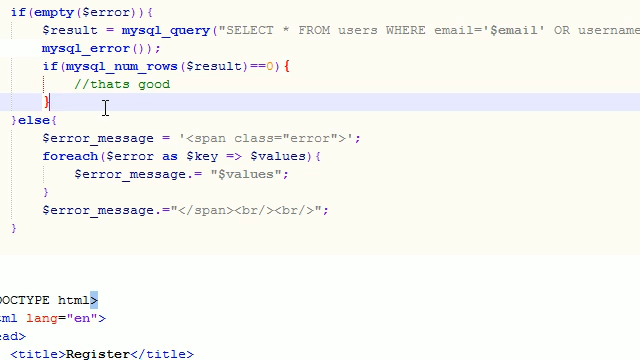 if(empty($error)){
$result = mysql_query("SELECT * FROM users WHERE email='$email' OR username
mysql_error());
if(mysql_num_rows($result)==0){
//thats good
}
}else{
$error_message = '<span class="error">';
foreach($error as $key => $values){
$error_message.= "$values";
}
$error_message.="</span><br/><br/>";
}
DOCTYPE html>
tml lang="en">
ead>
<title>Register</title>